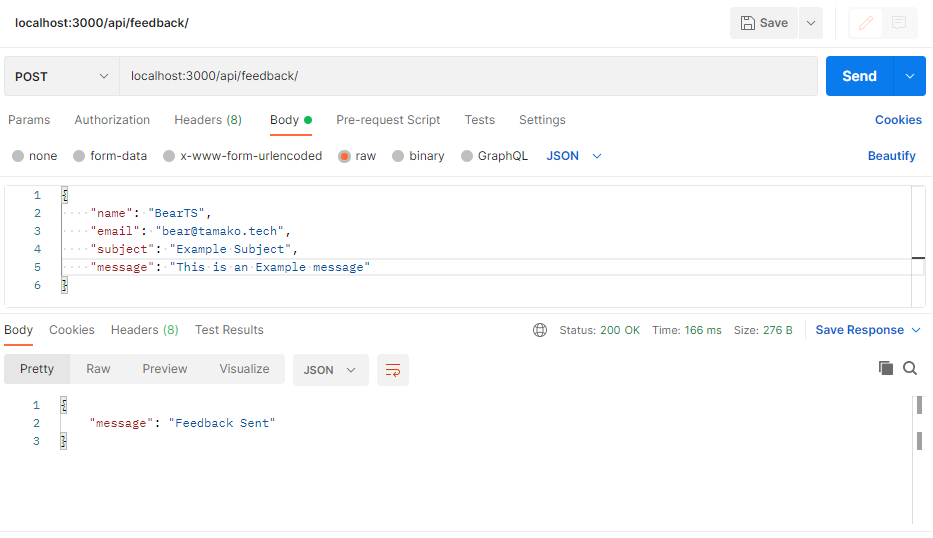 localhost:3000/api/feedback/ Save
POST localhost:3000/api/feedback/ Send
Params Authorization Headers (8) Body Pre-request Script Tests Settings Cookies
none form-data x-www-form-urlencoded raw binary GraphQL JSON Beautify
1 {
2 "name": "BearTS",
3 "email": "bear@tamako.tech",
4 "subject": "Example Subject",
5 "message": "This is an Example message"
6 }
Body Cookies Headers (8) Test Results Status: 200 OK Time: 166 ms Size: 276 B Save Response
Pretty Raw Preview Visualize JSON
1 {
2 "message": "Feedback Sent"
3 }